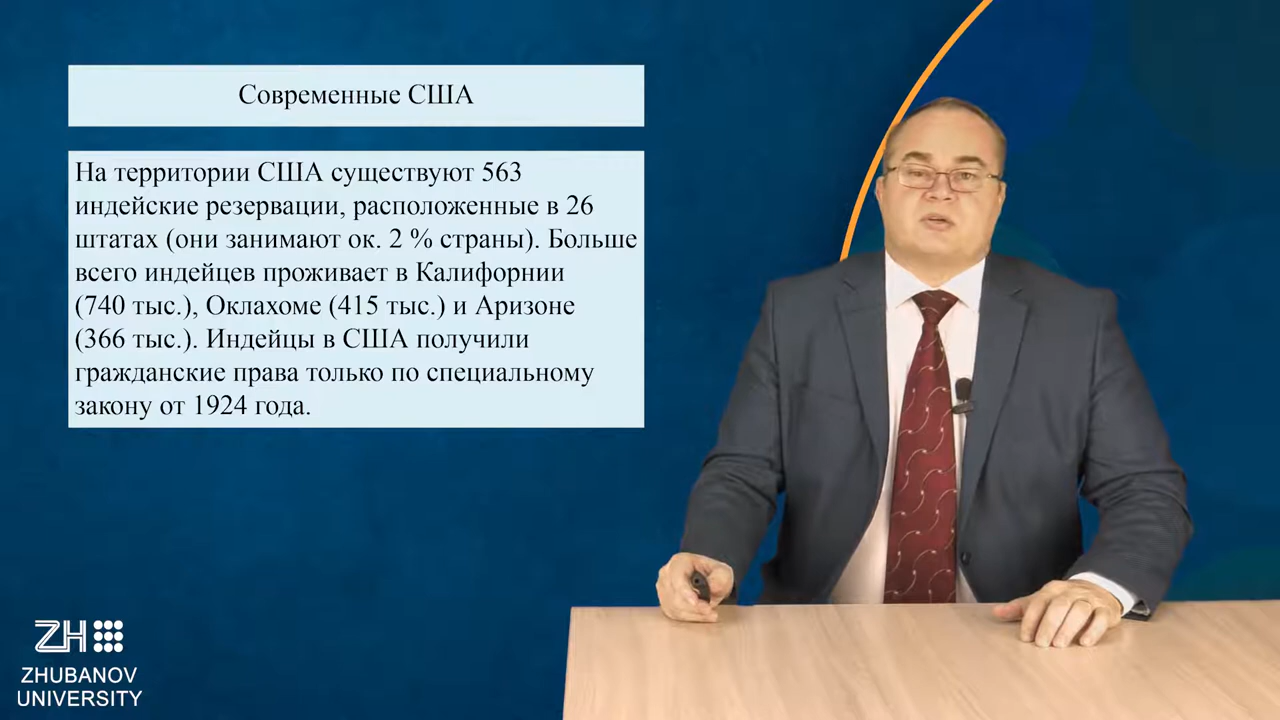 Современные США
На территории США существуют 563
индейские резервации, расположенные в 26
штатах (они занимают ок. 2 % страны). Больше
всего индейцев проживает в Калифорнии
(740 тыс.), Оклахоме (415 тыс.) и Аризоне
(366 тыс.). Индейцы в США получили
гражданские права только по специальному
закону от 1924 года.
ZH
ZHUBANOV
UNIVERSITY